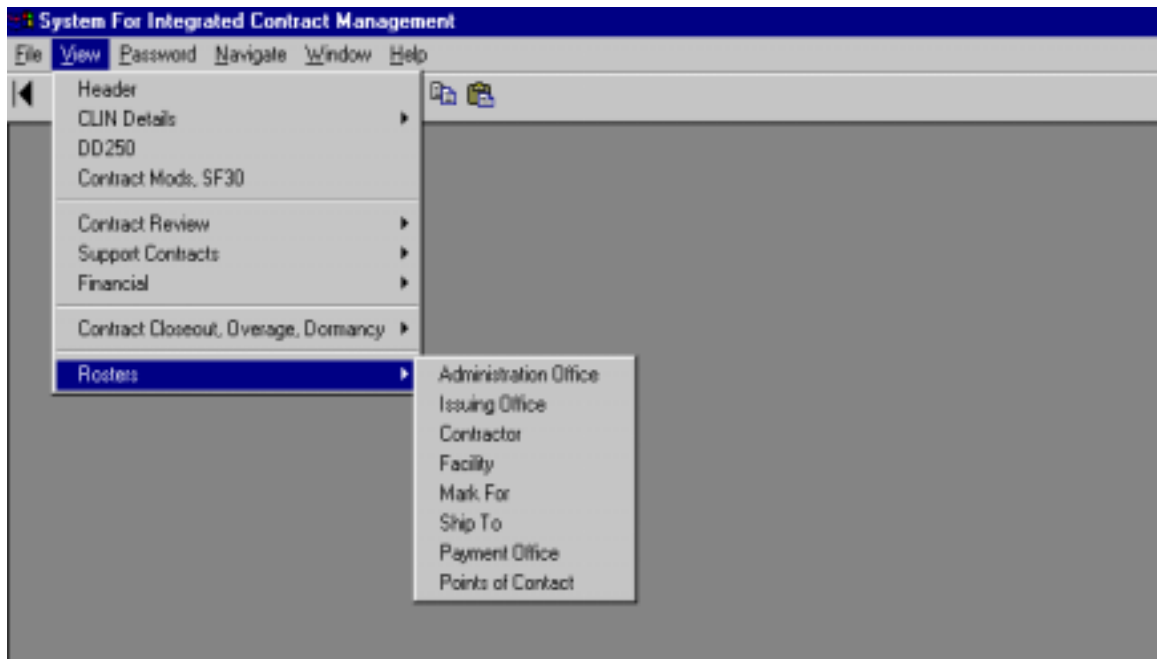 System For Integrated Contract Management
File View Password Navigate Window Help
Header
CLIN Details
DD250
Contract Mods, SF30
Contract Review
Support Contracts
Financial
Contract Closeout, Overage, Dormancy
Rosters
Administration Office
Issuing Office
Contractor
Facility
Mark For
Ship To
Payment Office
Points of Contact